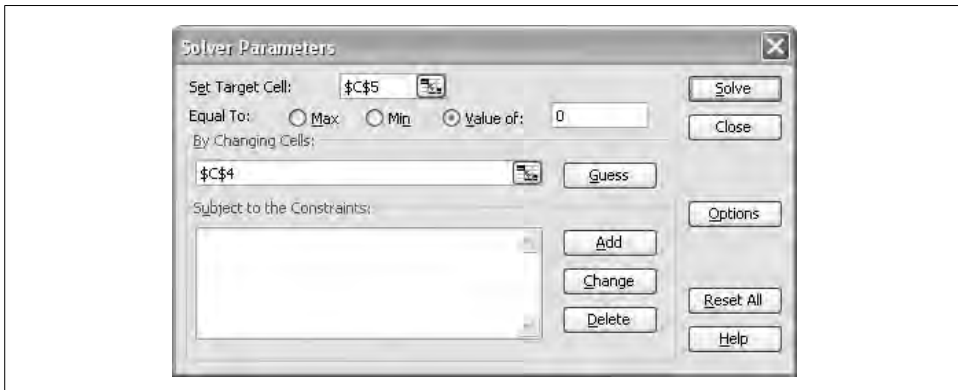 Solver Parameters
Set Target Cell: $C$5
Solve
Equal To: Max Min Value of: 0
Close
By Changing Cells:
$C$4
Guess
Subject to the Constraints:
Options
Add
Change
Reset All
Delete
Help